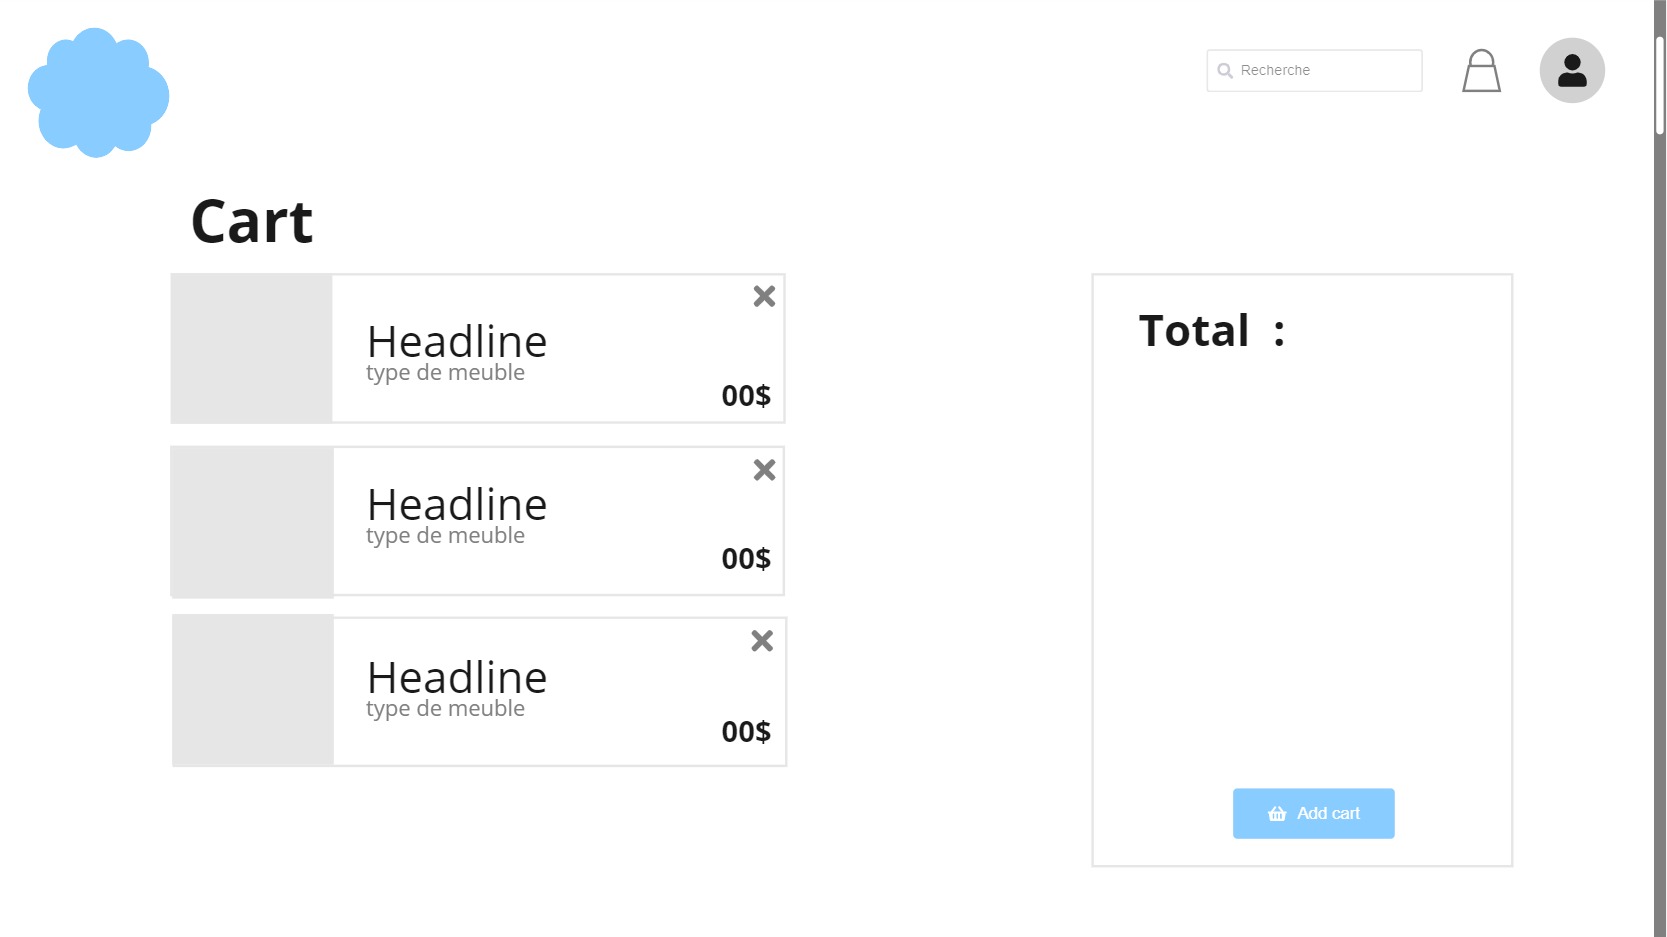 Recherche
Cart
Headline
type de meuble
00$
Headline
type de meuble
00$
Headline
type de meuble
00$
Total :
Add cart